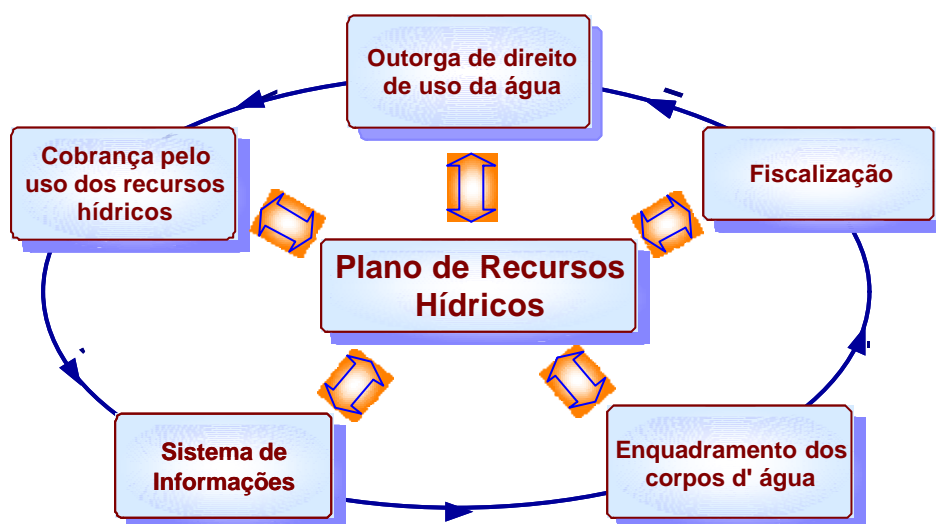 Outorga de direito
de uso da água
Cobrança pelo
uso dos recursos
hídricos
Fiscalização
Plano de Recursos
Hídricos
Sistema de
Informações
Enquadramento dos
corpos d' água